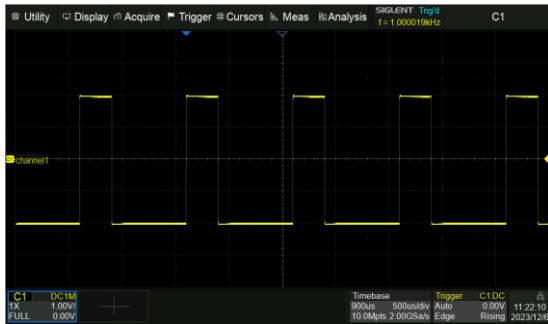 Utility Display Acquire Trigger Cursors Meas Analysis SIGLENT Trig'd C1
f = 1.000019kHz
C1 channel1
C1 DC1M
1X 1.00V/
FULL 0.00V
Timebase
900us 500us/div
10.0Mpts 2.00GSa/s
Trigger C1 DC
Auto 0.00V
Edge Rising
11:22:10
2023/12/6